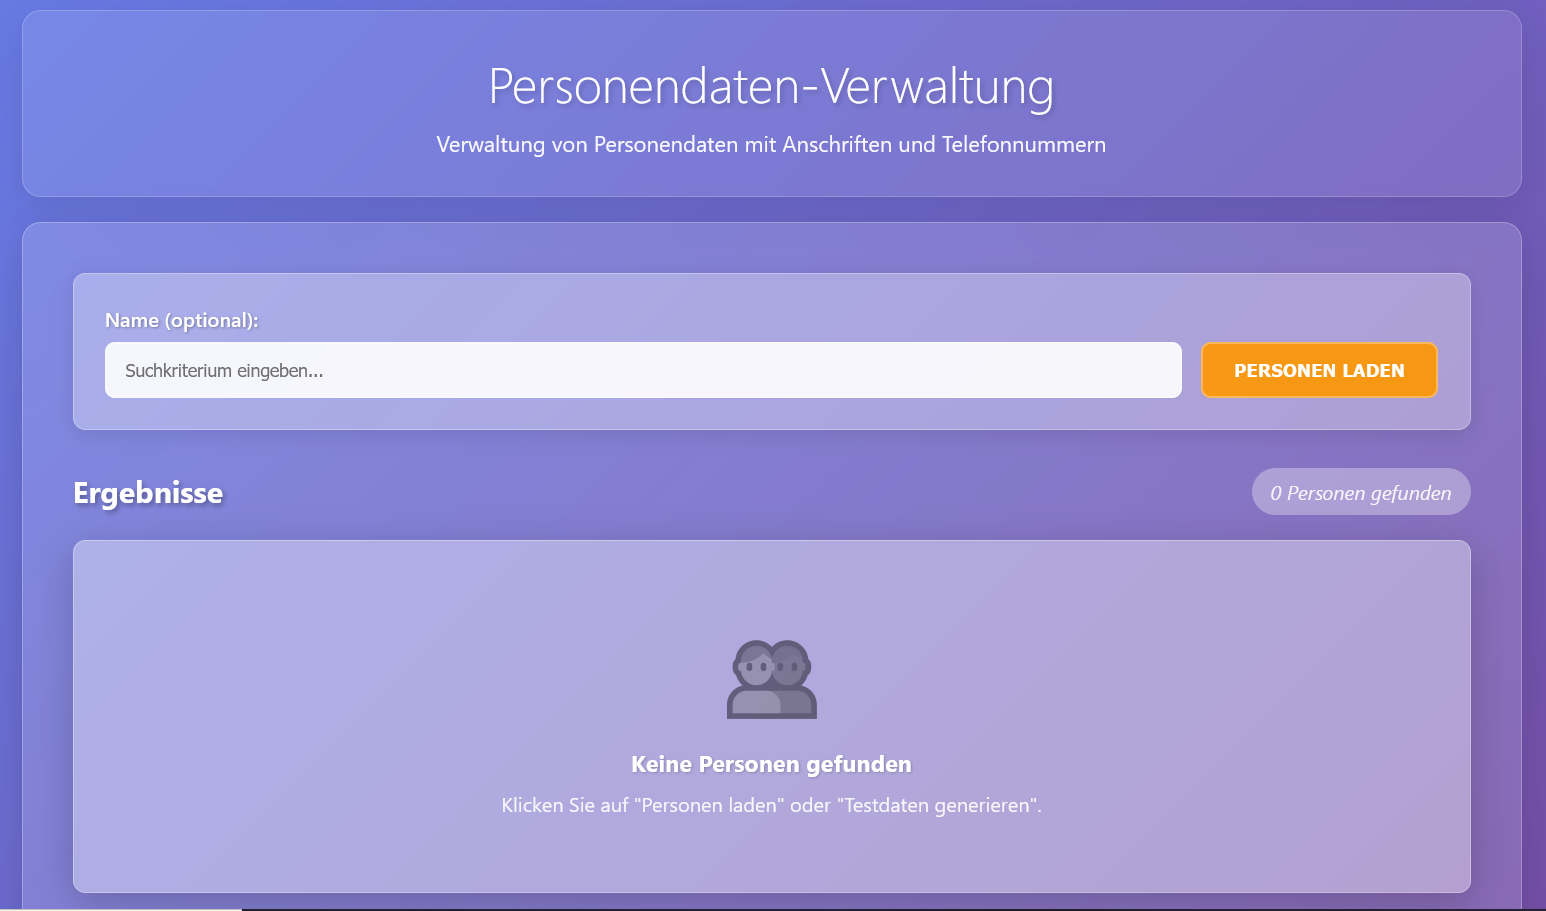 Personendaten-Verwaltung
Verwaltung von Personendaten mit Anschriften und Telefonnummern
Name (optional):
Suchkriterium eingeben...
PERSONEN LADEN
Ergebnisse
0 Personen gefunden
Keine Personen gefunden
Klicken Sie auf "Personen laden" oder "Testdaten generieren".